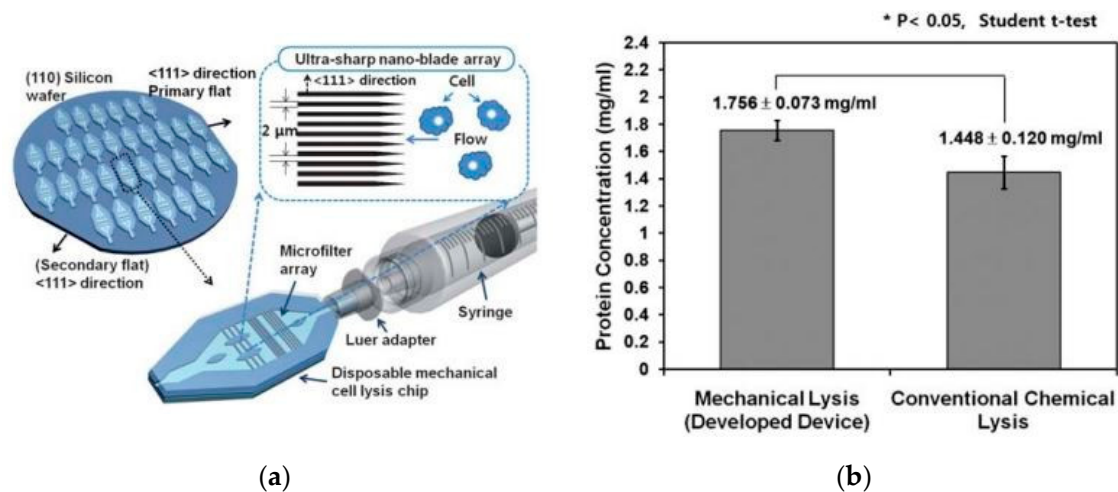 Ultra-sharp nano-blade array
(110) Silicon
wafer
<111> direction
Primary flat
<111> direction
Cell
2 μm
Flow
(Secondary flat)
<111> direction
Microfilter
array
Syringe
Luer adapter
Disposable mechanical
cell lysis chip
(a)
* P< 0.05, Student t-test
Protein Concentration (mg/ml)
2.4
2.2
2
1.8
1.6
1.4
1.2
1
0.8
0.6
0.4
0.2
0
1.756 ± 0.073 mg/ml
1.448 ± 0.120 mg/ml
Mechanical Lysis
(Developed Device)
Conventional Chemical
Lysis
(b)